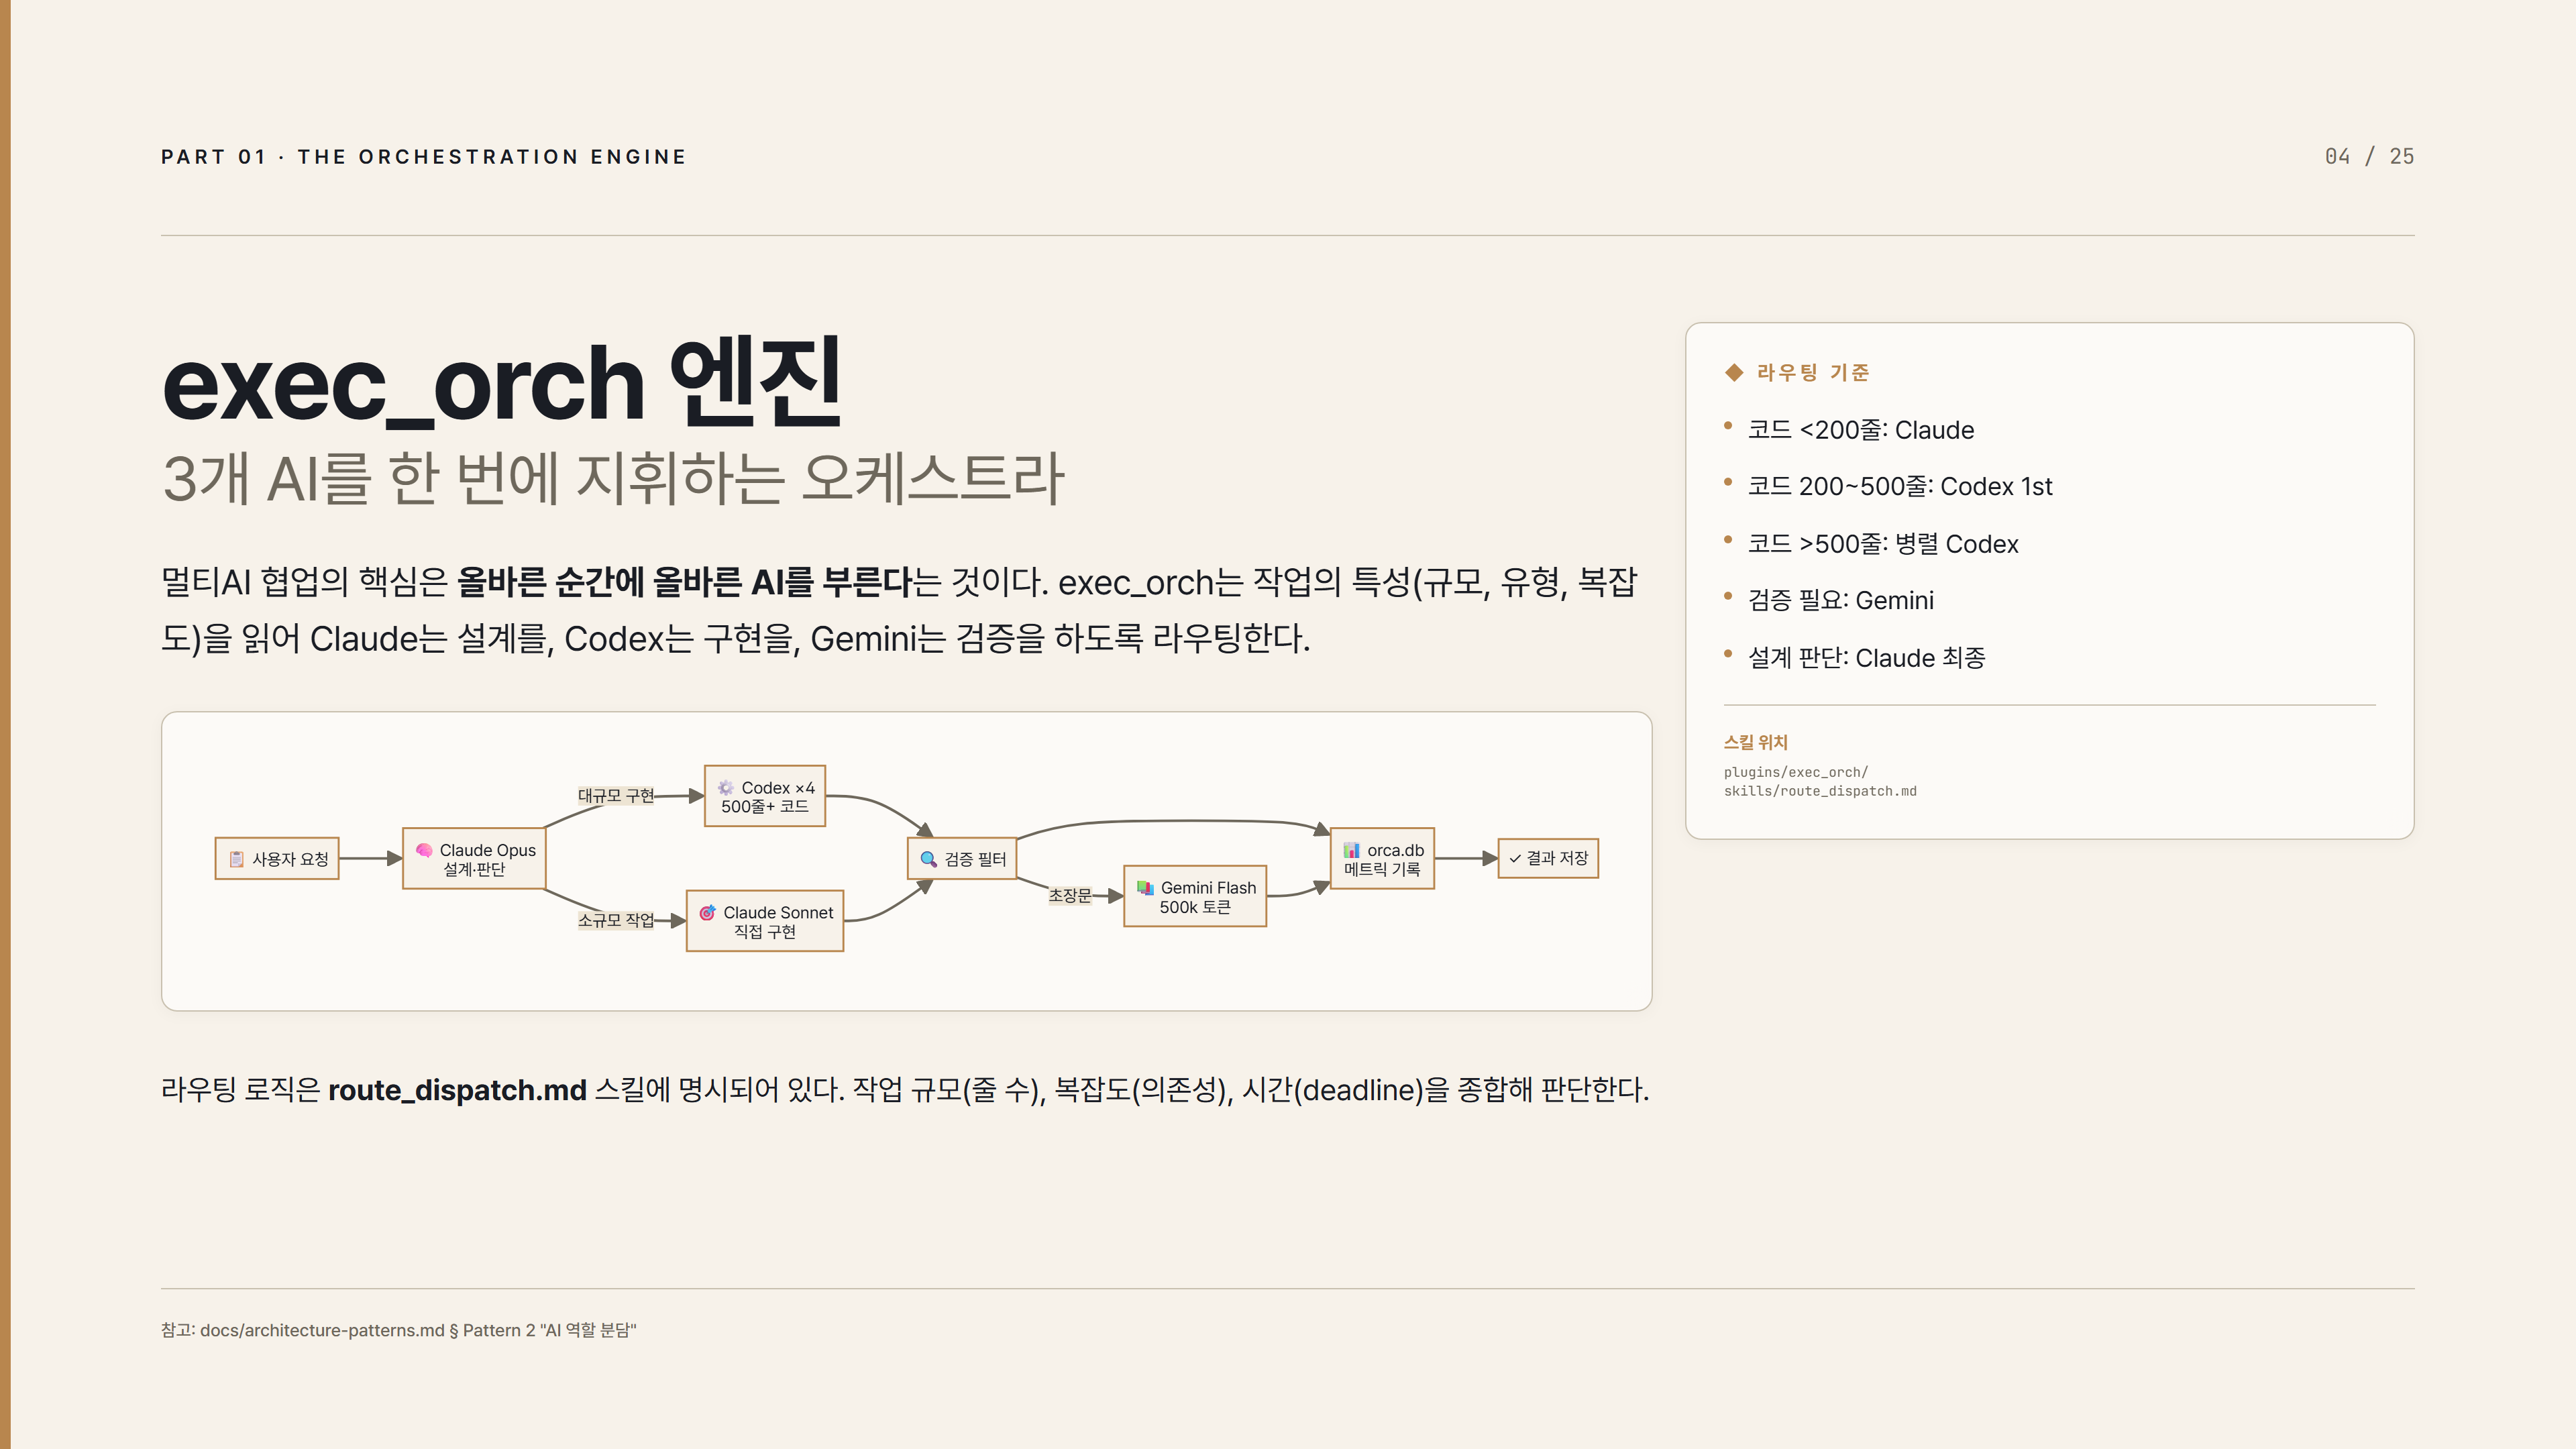 PART 01 · THE ORCHESTRATION ENGINE
04 / 25
exec_orch 엔진
3개 AI를 한 번에 지휘하는 오케스트라
멀티AI 협업의 핵심은 올바른 순간에 올바른 AI를 부른다는 것이다. exec_orch는 작업의 특성(규모, 유형, 복잡
도)을 읽어 Claude는 설계를, Codex는 구현을, Gemini는 검증을 하도록 라우팅한다.
사용자 요청
Claude Opus
설계·판단
대규모 구현
소규모 작업
Codex ×4
500줄+ 코드
Claude Sonnet
직접 구현
검증 필터
초장문
Gemini Flash
500k 토큰
orca.db
메트릭 기록
✓ 결과 저장
라우팅 로직은 route_dispatch.md 스킬에 명시되어 있다. 작업 규모(줄 수), 복잡도(의존성), 시간(deadline)을 종합해 판단한다.
◆ 라우팅 기준
• 코드 <200줄: Claude
• 코드 200~500줄: Codex 1st
• 코드 >500줄: 병렬 Codex
• 검증 필요: Gemini
• 설계 판단: Claude 최종
스킬 위치
plugins/exec_orch/
skills/route_dispatch.md
참고: docs/architecture-patterns.md § Pattern 2 "AI 역할 분담"